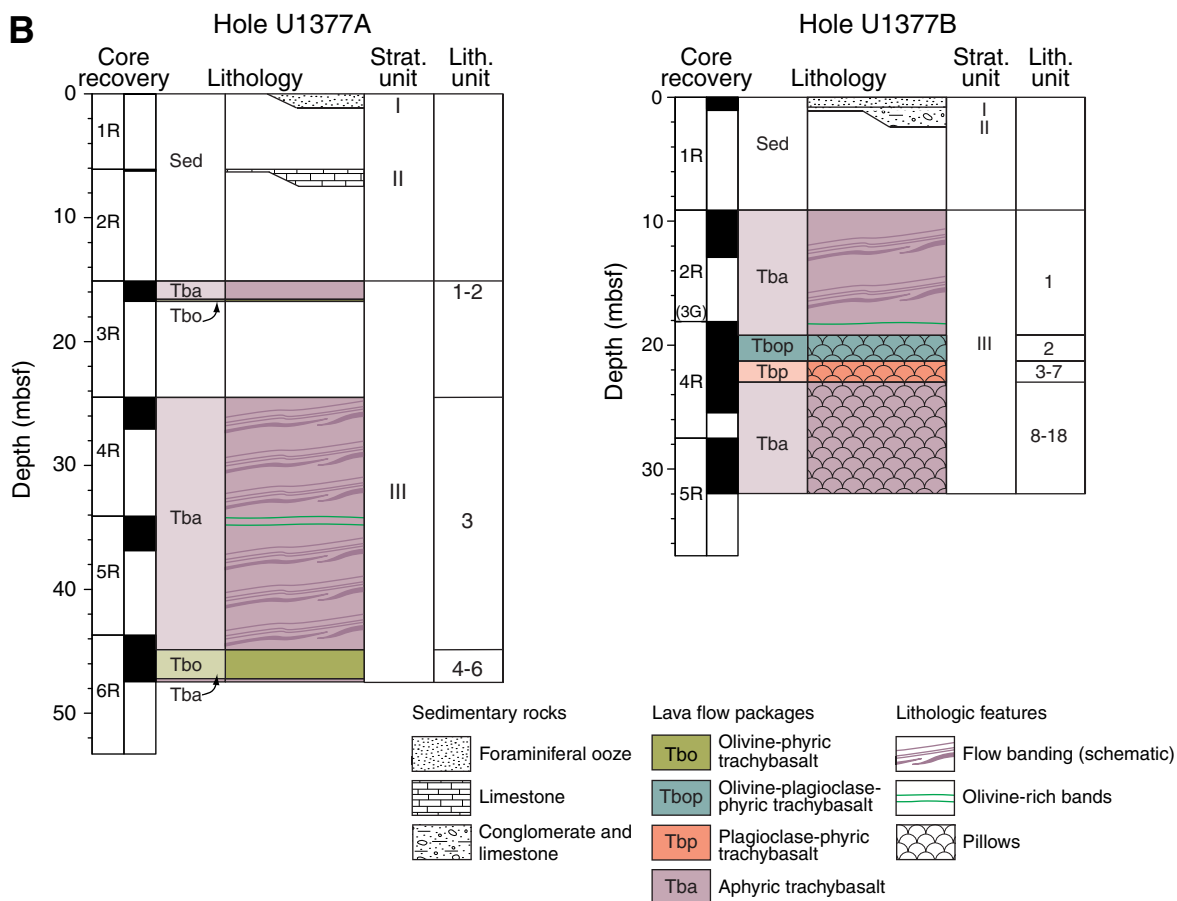 B
Hole U1377A
Core recovery
Lithology
Strat. unit
Lith. unit
Depth (mbsf)
0
10
20
30
40
50
1R
2R
3R
4R
5R
6R
Sed
Tba
Tbo
Tba
Tbo
Tba
I
II
III
1-2
3
4-6
Hole U1377B
Core recovery
Lithology
Strat. unit
Lith. unit
Depth (mbsf)
0
10
20
30
1R
2R
(3G)
4R
5R
Sed
Tba
Tbop
Tbp
Tba
I
II
III
1
2
3-7
8-18
Sedimentary rocks
Foraminiferal ooze
Limestone
Conglomerate and
limestone
Lava flow packages
Tbo
Olivine-phyric
trachybasalt
Tbop
Olivine-plagioclase-
phyric trachybasalt
Tbp
Plagioclase-phyric
trachybasalt
Tba
Aphyric trachybasalt
Lithologic features
Flow banding (schematic)
Olivine-rich bands
Pillows